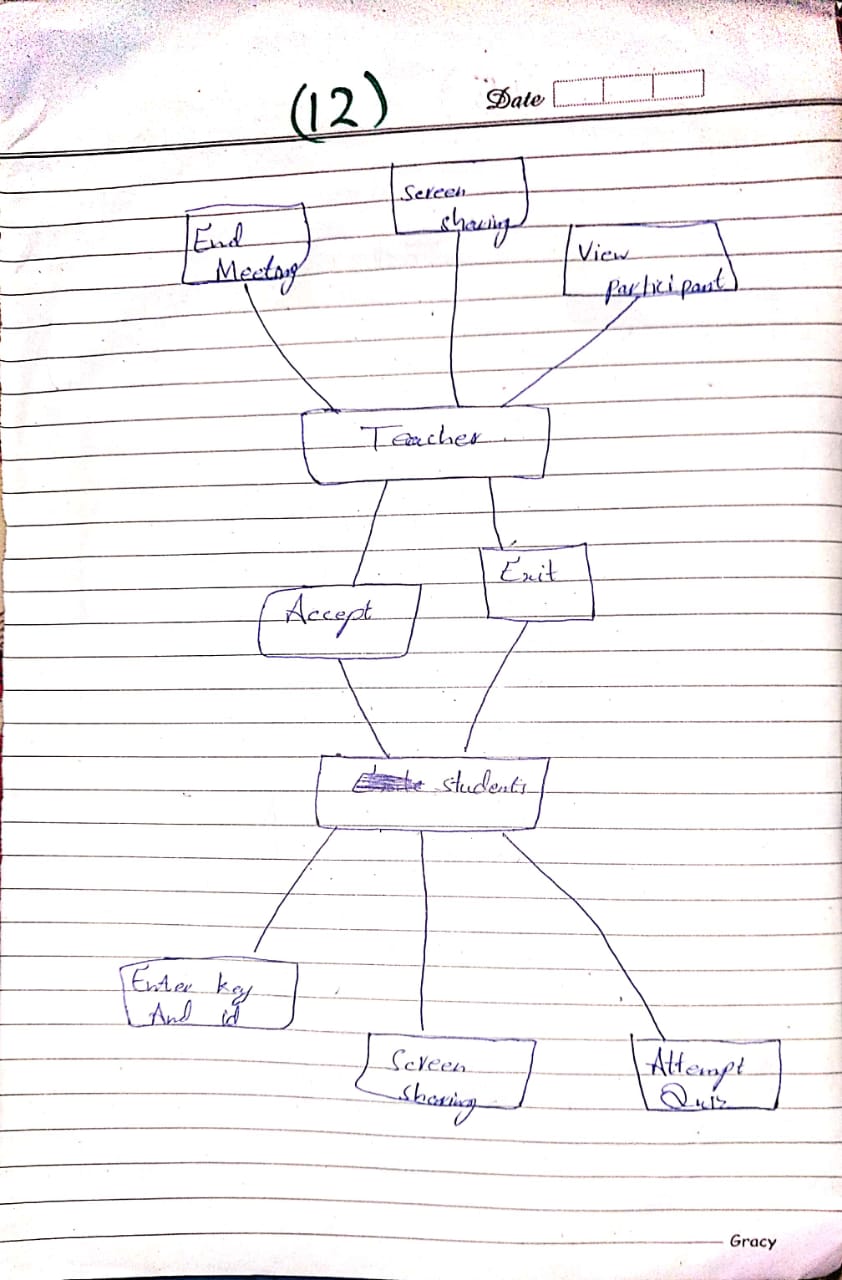 (12)
Date
Screen
sharing
End
Meeting
View
participant
Teacher
Exit
Accept
students
Enter key
And id
Screen
sharing
Attempt
Quiz
Gracy